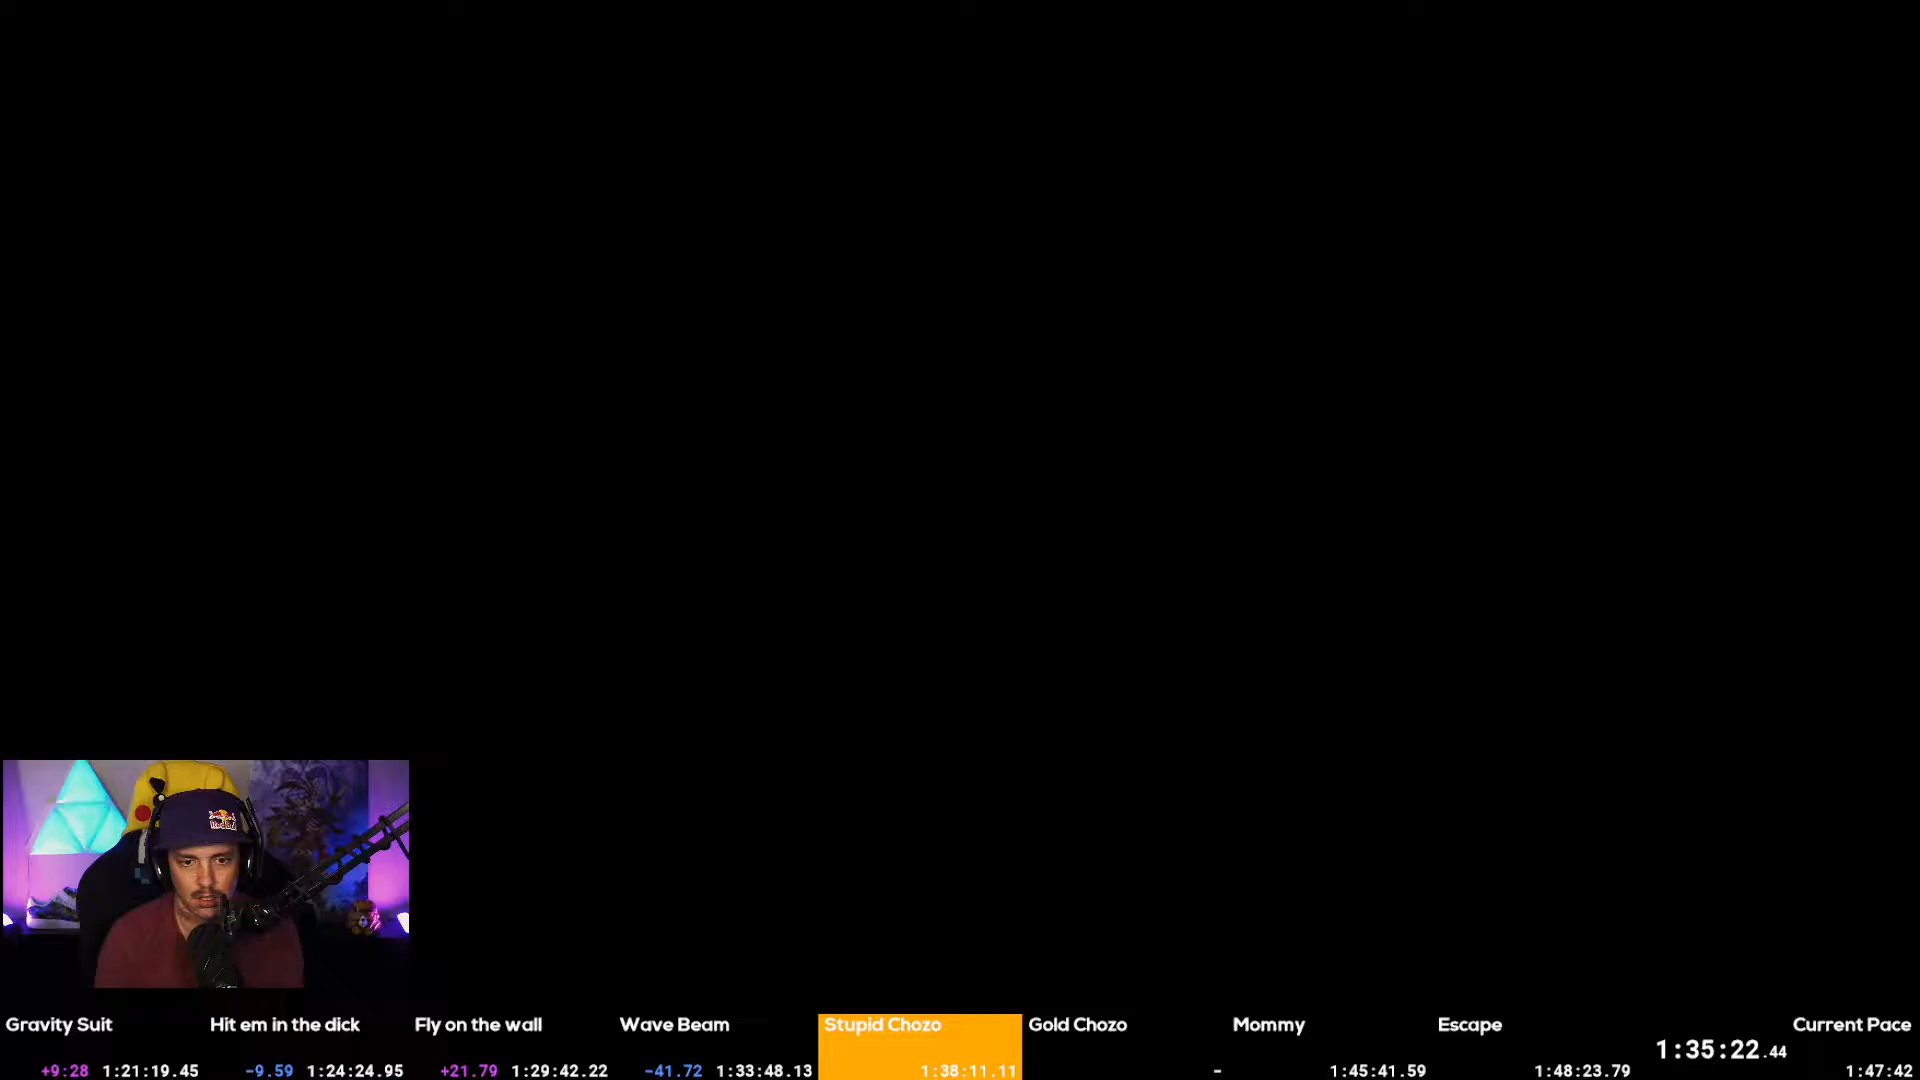 Red Bull
Gravity Suit
+9:28 1:21:19.45
Hit em in the dick
-9.59 1:24:24.95
Fly on the wall
+21.79 1:29:42.22
Wave Beam
-41.72 1:33:48.13
Stupid Chozo
1:38:11.11
Gold Chozo
-
Mommy
1:45:41.59
Escape
1:48:23.79
1:35:22.44
Current Pace
1:47:42